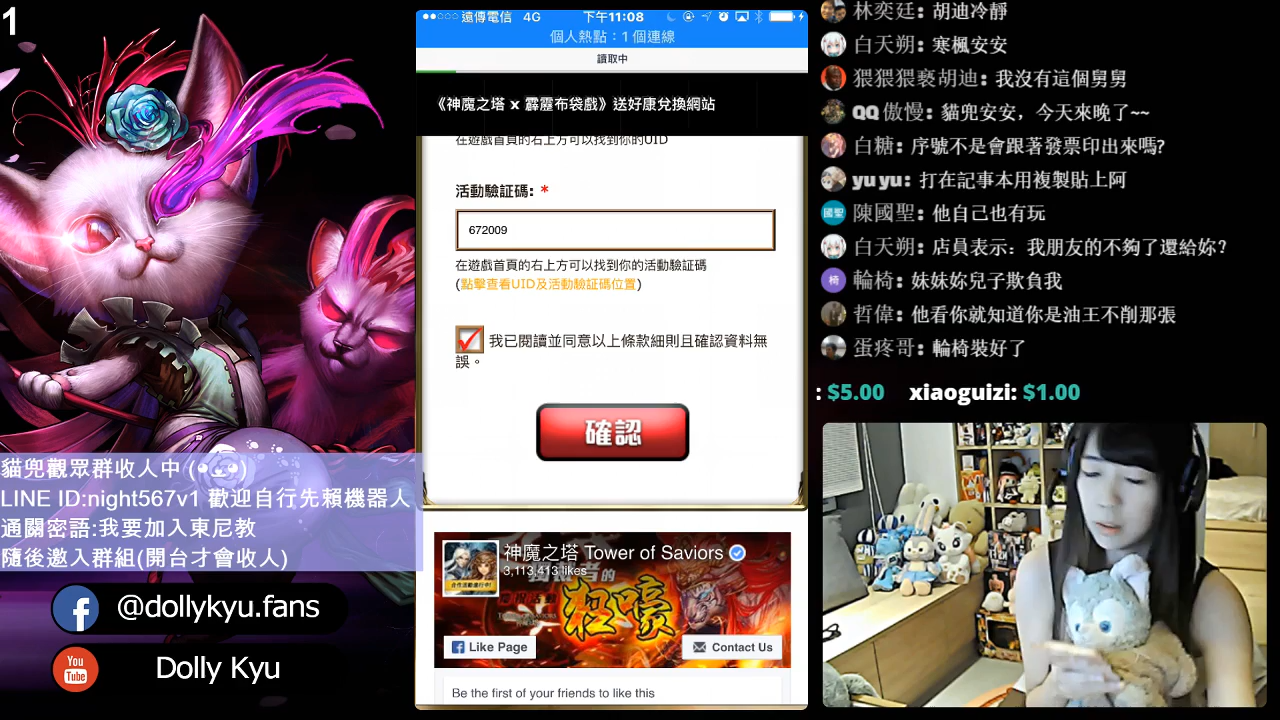 1
貓兜觀眾群收人中 (●ᴗ●)
LINE ID:night567v1 歡迎自行先賴機器人
通關密語:我要加入東尼教
隨後邀入群組(開台才會收人)
@dollykyu.fans
You Tube
Dolly Kyu
遠傳電信 4G 下午11:08
個人熱點：1 個連線
讀取中
《神魔之塔 x 霹靂布袋戲》送好康兌換網站
在遊戲首頁的右上方可以找到你的UID
活動驗証碼: *
672009
在遊戲首頁的右上方可以找到你的活動驗証碼
(點擊查看UID及活動驗証碼位置)
我已閱讀並同意以上條款細則且確認資料無
誤。
確認
神魔之塔 Tower of Saviors
3,113,413 likes
狂嚎
Like Page
Contact Us
Be the first of your friends to like this
林奕廷: 胡迪冷靜
白天朔: 寒楓安安
猥猥猥褻胡迪: 我沒有這個舅舅
QQ 傲慢: 貓兜安安，今天來晚了~~
白糖: 序號不是會跟著發票印出來嗎?
yu yu: 打在記事本用複製貼上阿
國聖 陳國聖: 他自己也有玩
白天朔: 店員表示: 我朋友的不夠了還給妳?
椅 輪椅: 妹妹妳兒子欺負我
哲偉: 他看你就知道你是油王不削那張
蛋疼哥: 輪椅裝好了
: $5.00 xiaoguizi: $1.00